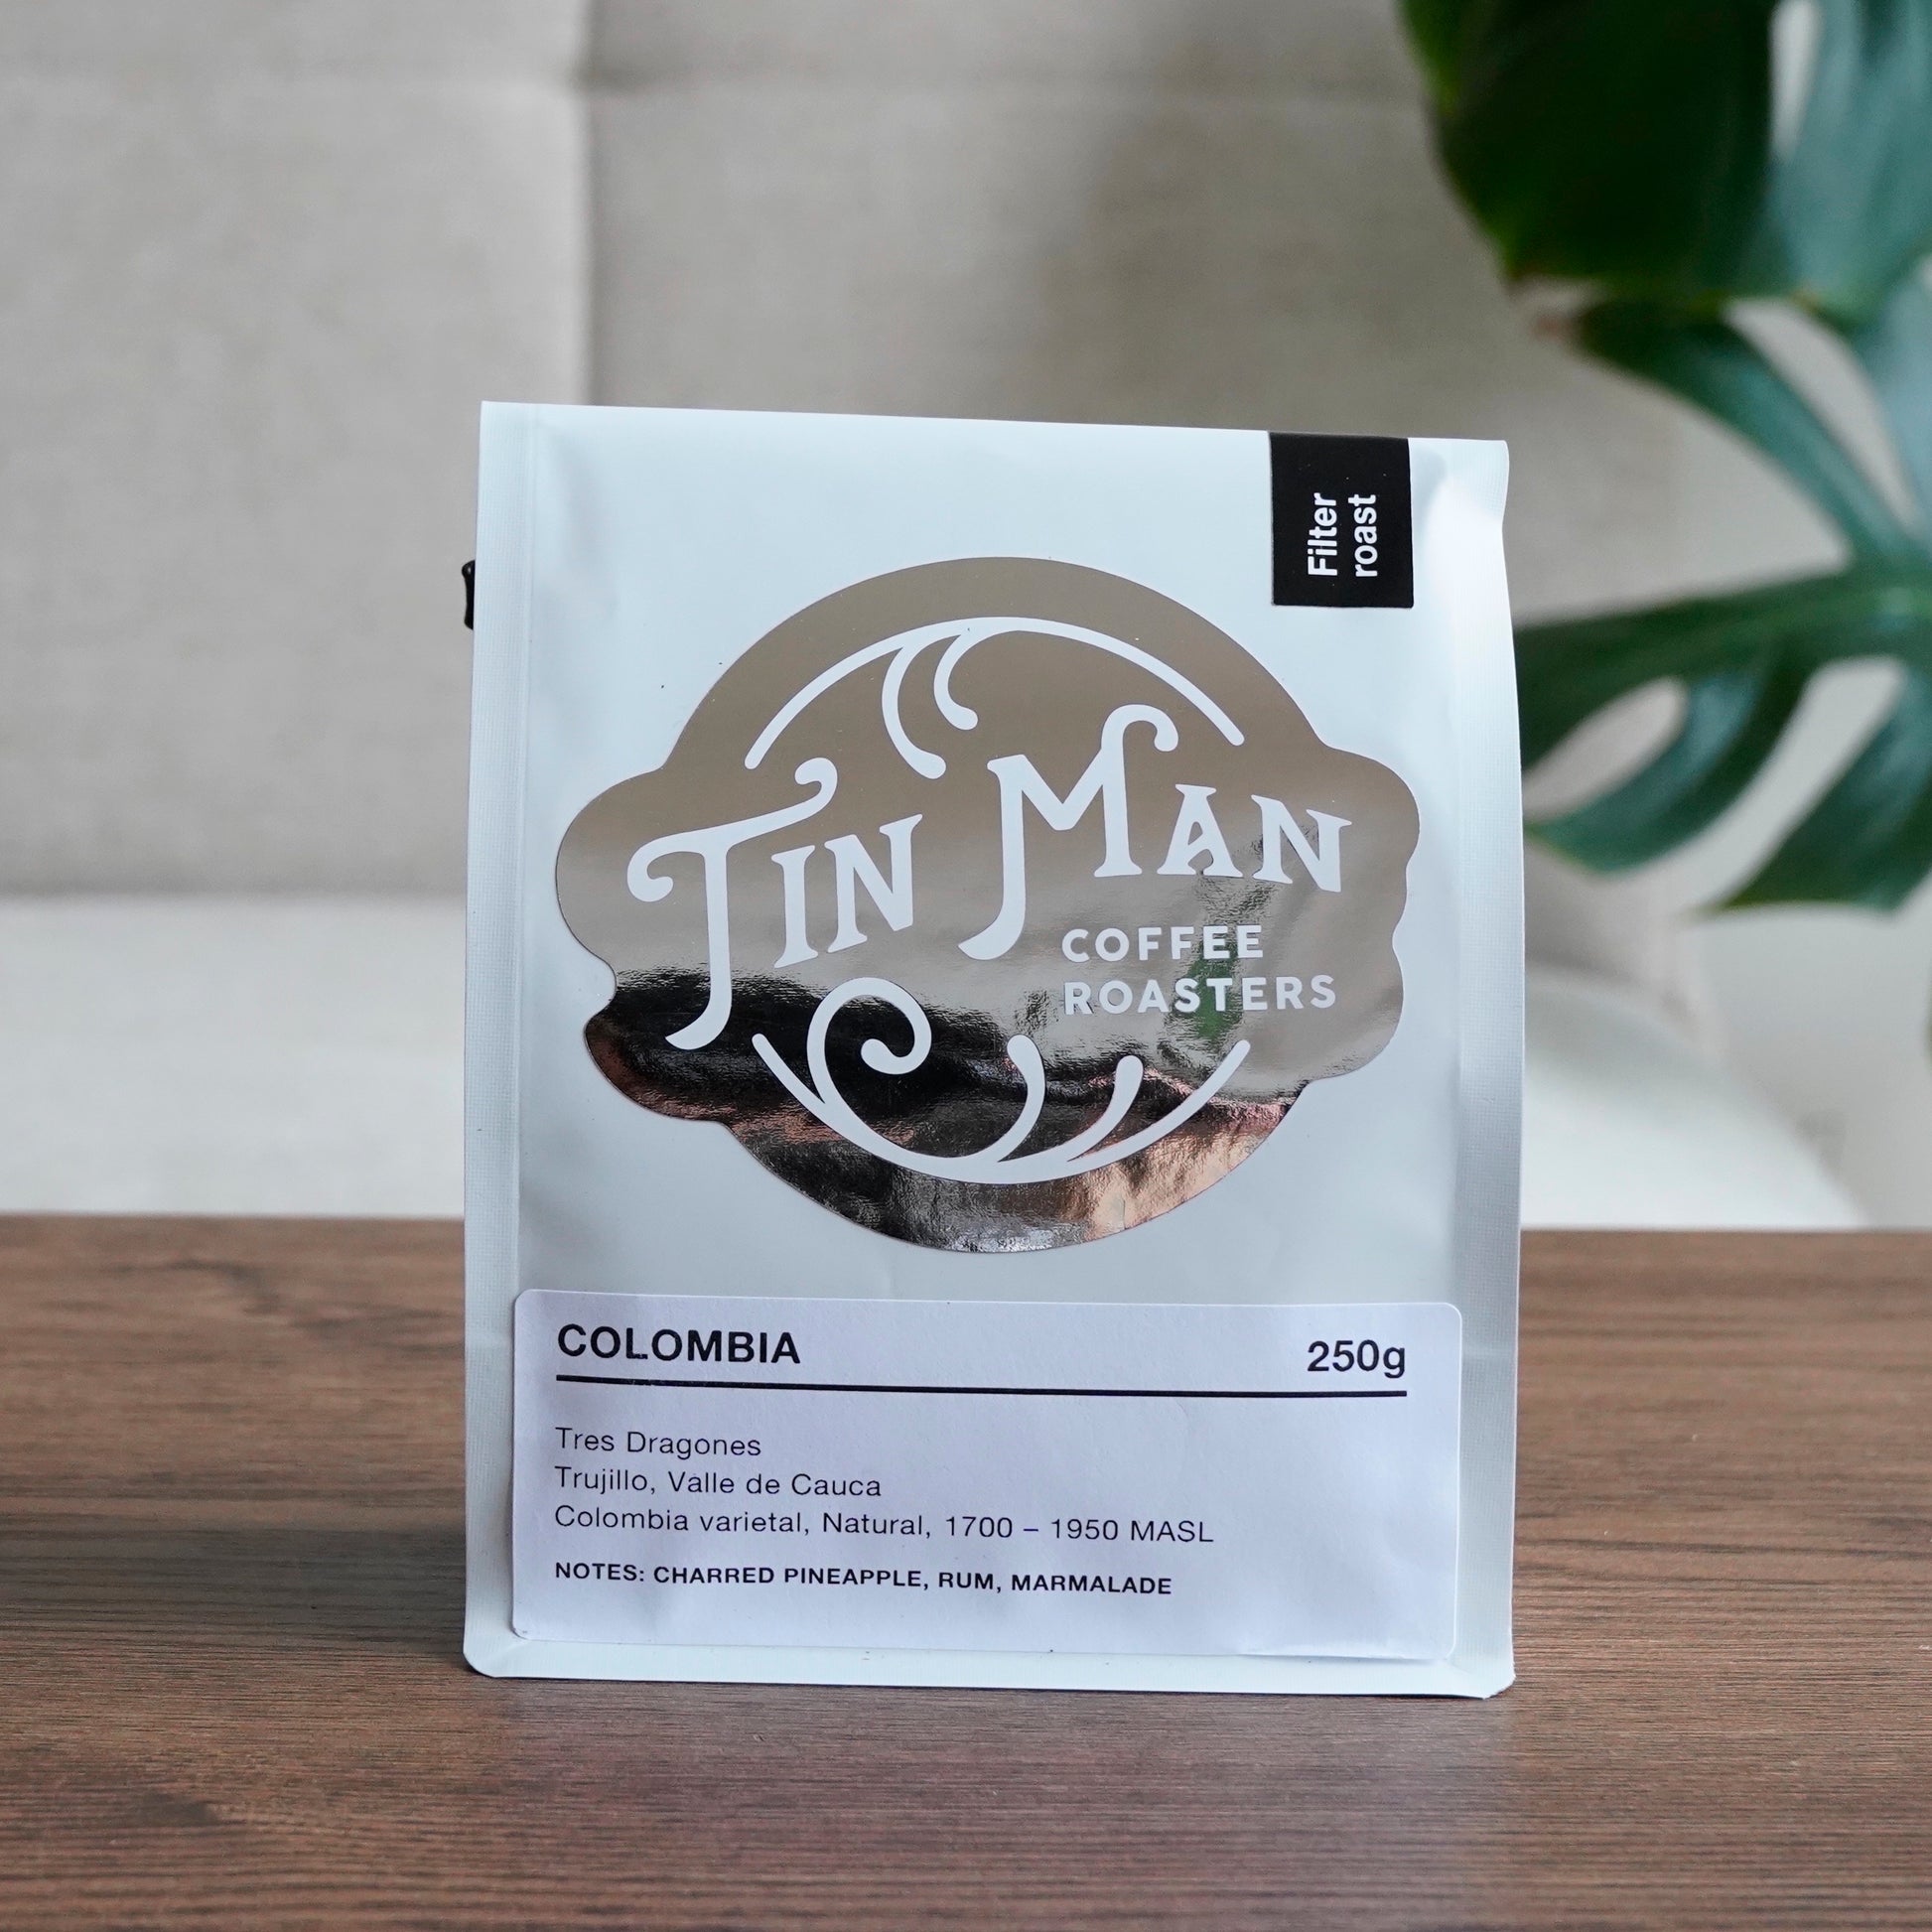 Filter
roast
TIN MAN
COFFEE
ROASTERS
COLOMBIA 250g
Tres Dragones
Trujillo, Valle de Cauca
Colombia varietal, Natural, 1700 – 1950 MASL
NOTES: CHARRED PINEAPPLE, RUM, MARMALADE